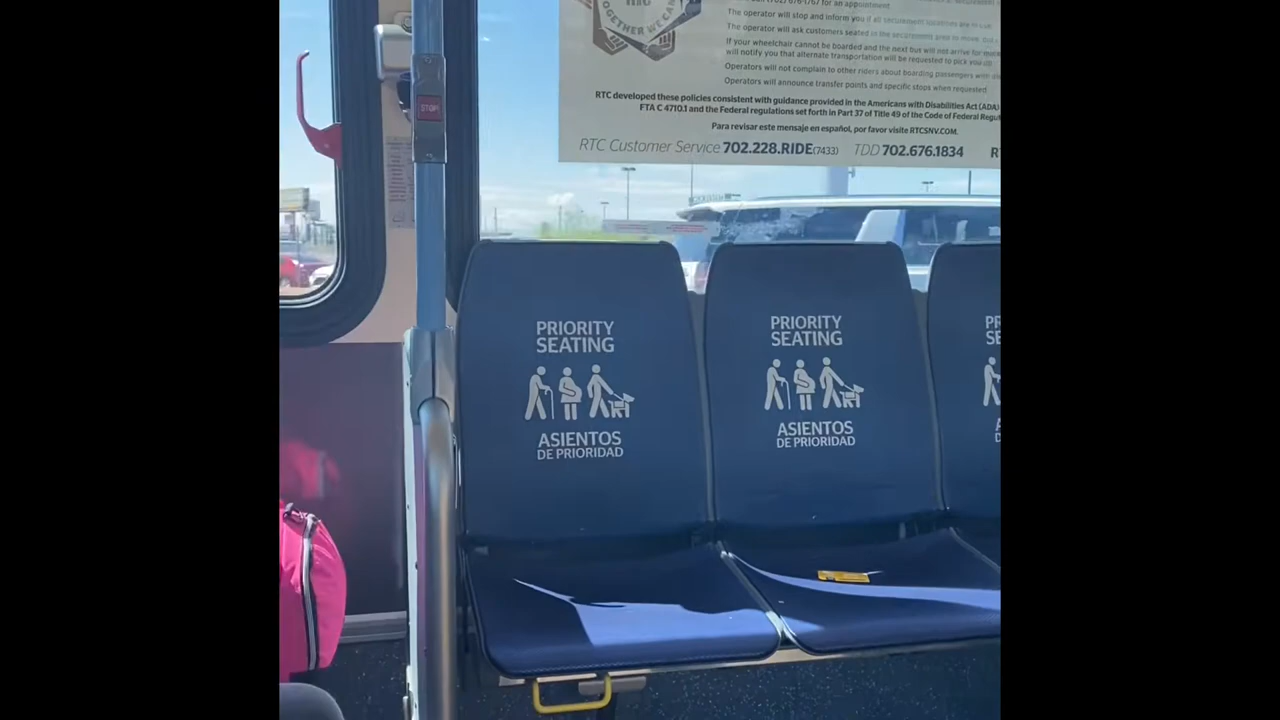 TOGETHER WE CAN
for an appointment.
The operator will stop and inform you if all securement locations are in use
The operator will ask customers seated in the securement area to move, but
If your wheelchair cannot be boarded and the next bus will not arrive for
will notify you that alternate transportation will be requested to pick you up
Operators will not complain to other riders about boarding passengers with
Operators will announce transfer points and specific stops when requested
RTC developed these policies consistent with guidance provided in the Americans with Disabilities Act (ADA)
FTA C 4710.1 and the Federal regulations set forth in Part 37 of Title 49 of the Code of Federal
Para revisar este mensaje en español, por favor visite RTCSNV.COM.
RTC Customer Service 702.228.RIDE(7433) TDD 702.676.1834
STOP
PRIORITY
SEATING
ASIENTOS
DE PRIORIDAD
PRIORITY
SEATING
ASIENTOS
DE PRIORIDAD